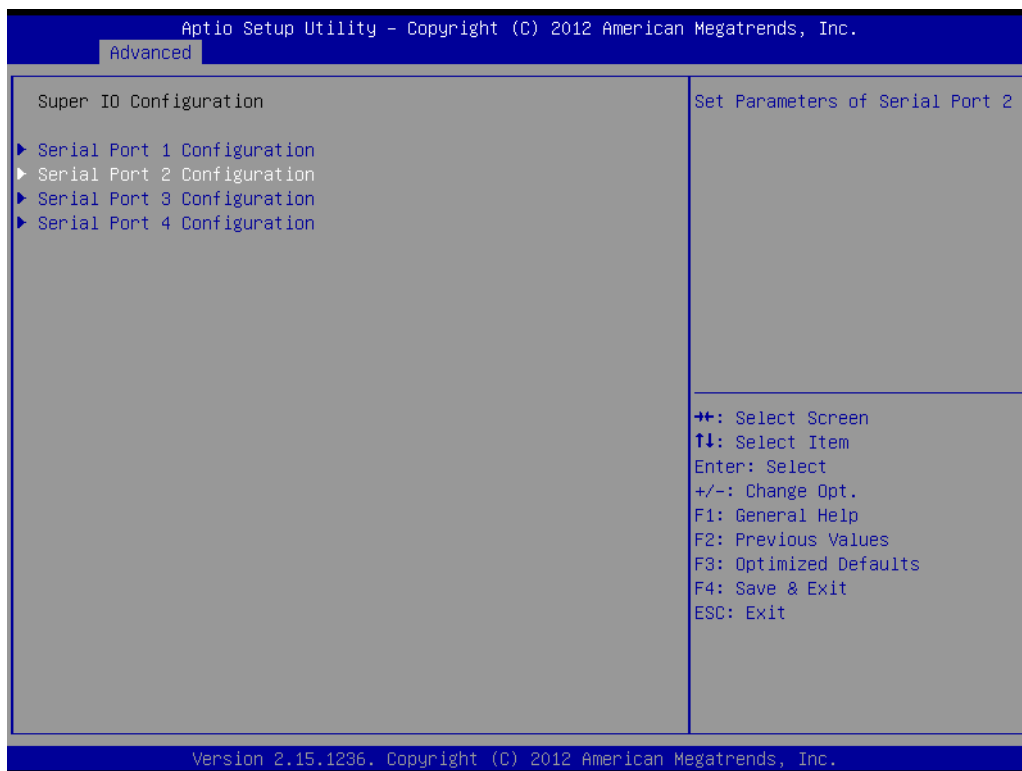 Aptio Setup Utility – Copyright (C) 2012 American Megatrends, Inc.
Advanced
Super IO Configuration
Serial Port 1 Configuration
Serial Port 2 Configuration
Serial Port 3 Configuration
Serial Port 4 Configuration
Set Parameters of Serial Port 2
→←: Select Screen
↑↓: Select Item
Enter: Select
+/-: Change Opt.
F1: General Help
F2: Previous Values
F3: Optimized Defaults
F4: Save & Exit
ESC: Exit
Version 2.15.1236. Copyright (C) 2012 American Megatrends, Inc.